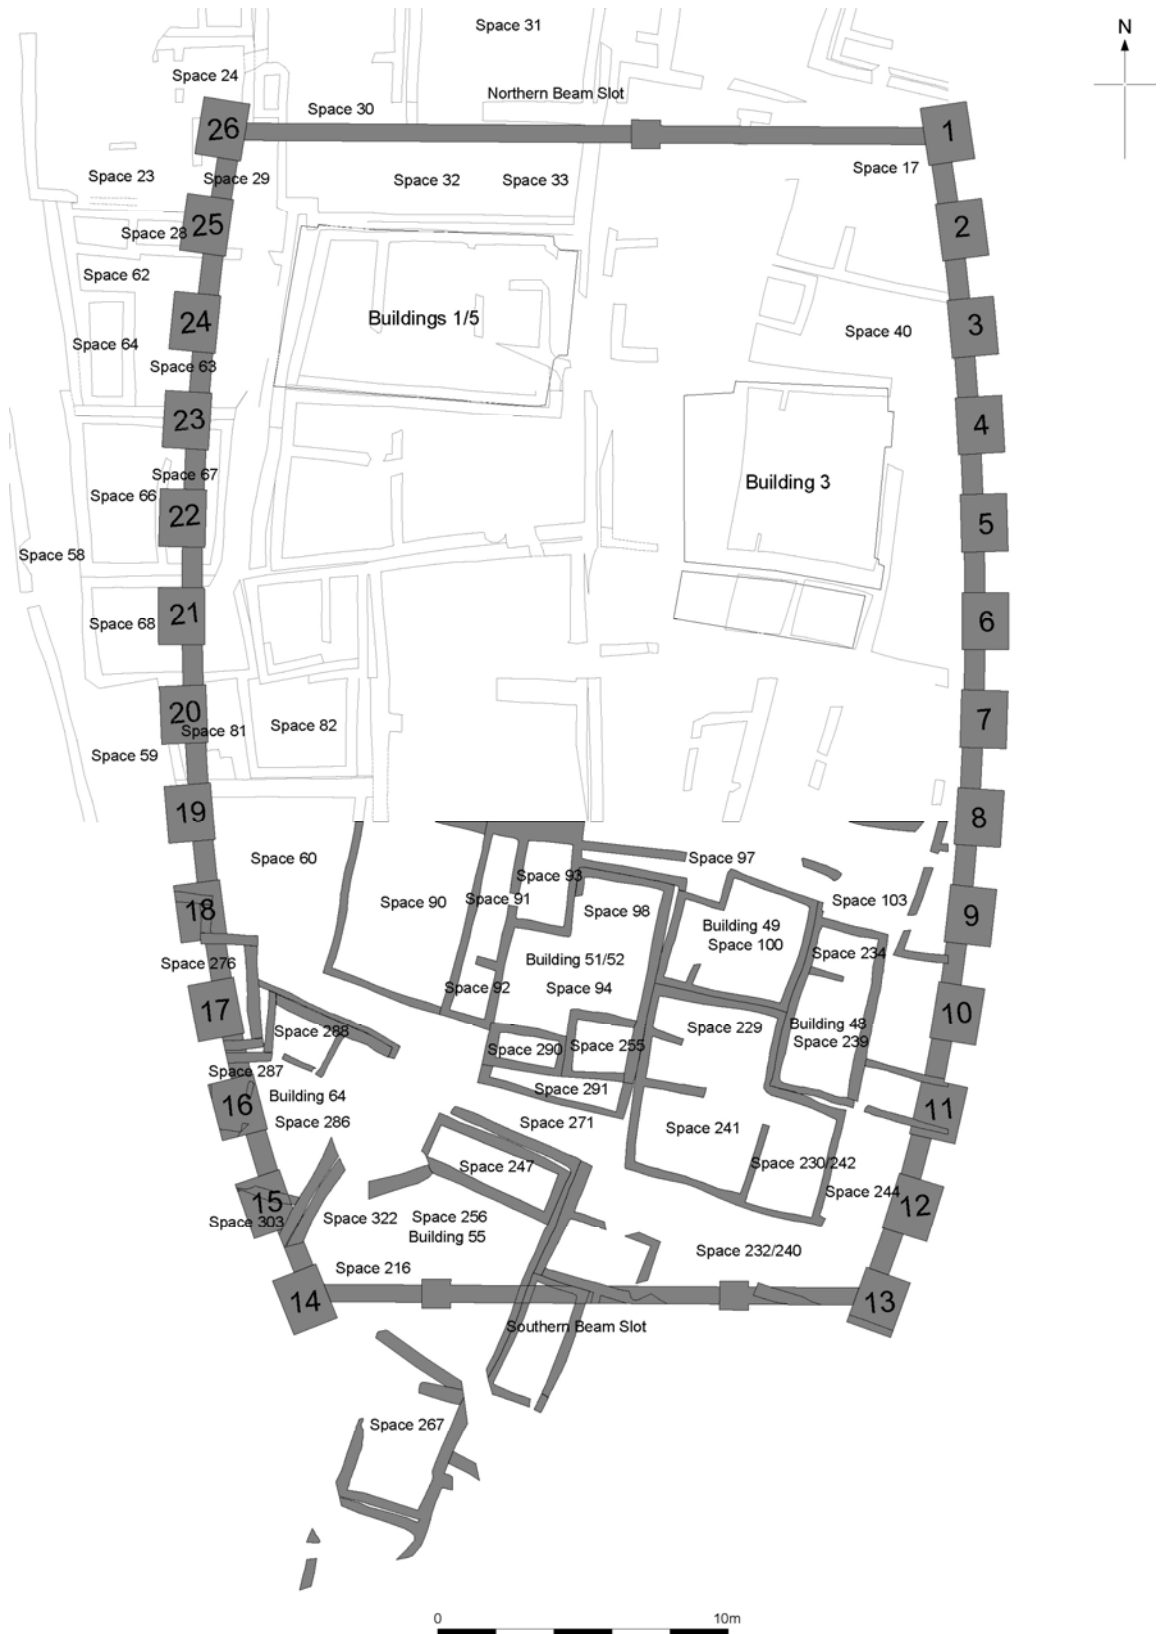 Space 31
N
Space 24
Northern Beam Slot
Space 30
26
1
Space 17
Space 23
Space 29
Space 32
Space 33
25
2
Space 28
Space 62
24
Buildings 1/5
3
Space 40
Space 64
Space 63
23
4
Space 67
Building 3
Space 66
22
5
Space 58
21
6
Space 68
20
7
Space 81
Space 82
Space 59
19
8
Space 60
Space 97
Space 93
Space 91
Space 90
Space 98
Space 103
18
9
Building 49
Space 100
Space 234
Space 276
Building 51/52
Space 92
Space 94
17
10
Space 288
Space 229
Building 48
Space 239
Space 290
Space 255
Space 287
Space 291
Building 64
16
11
Space 286
Space 271
Space 241
Space 247
Space 230/242
15
12
Space 244
Space 303
Space 322
Space 256
Building 55
Space 232/240
Space 216
14
13
Southern Beam Slot
Space 267
0
10m